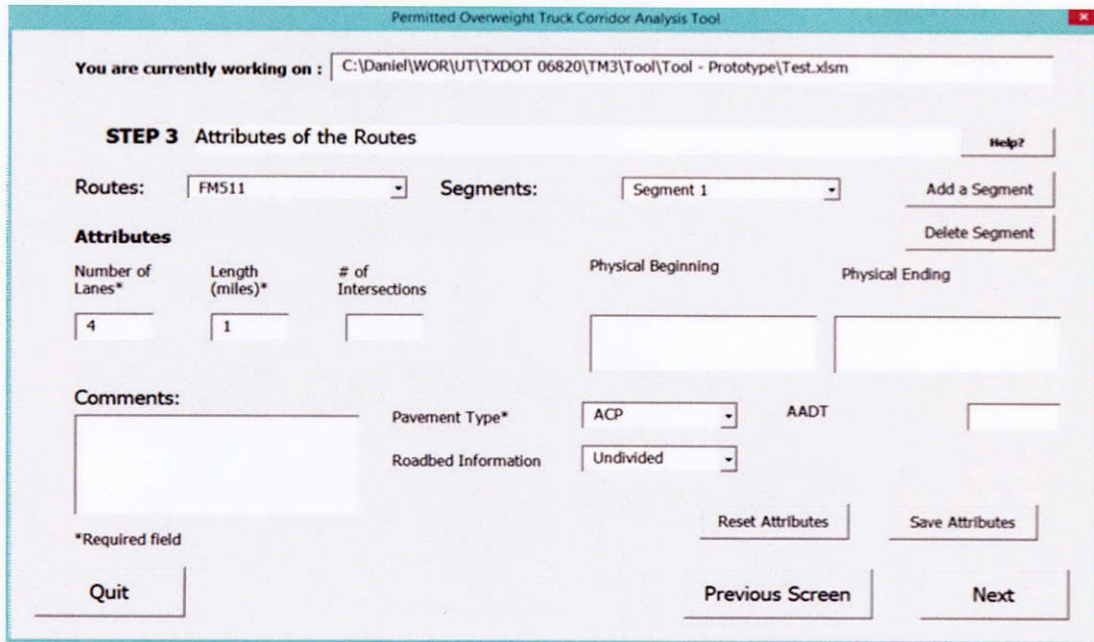 Permitted Overweight Truck Corridor Analysis Tool
You are currently working on : C:\Daniel\WOR\UT\TXDOT 06820\TM3\Tool\Tool - Prototype\Test.xlsm
STEP 3 Attributes of the Routes
Help?
Routes: FM511 Segments: Segment 1 Add a Segment
Delete Segment
Attributes
Number of Lanes*
Length (miles)*
# of Intersections
Physical Beginning
Physical Ending
4 1
Comments:
Pavement Type* ACP AADT
Roadbed Information Undivided
Reset Attributes Save Attributes
*Required field
Quit Previous Screen Next